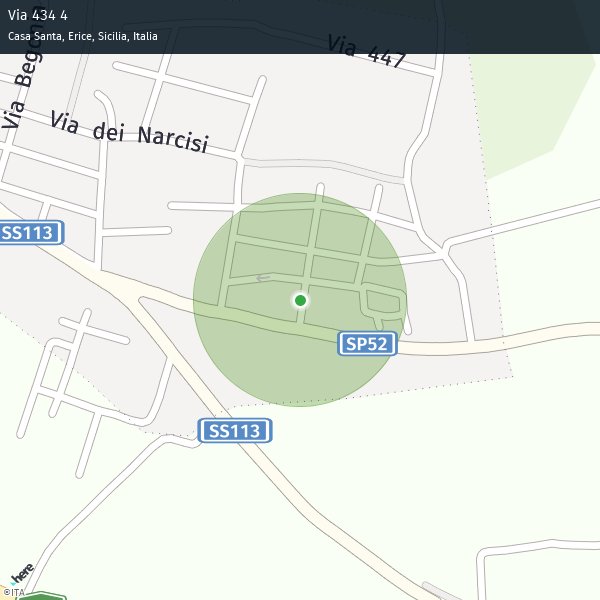 Via 434 4
Casa Santa, Erice, Sicilia, Italia
Via Begonia
Via 447
Via dei Narcisi
SS113
SP52
SS113
here
©ITA